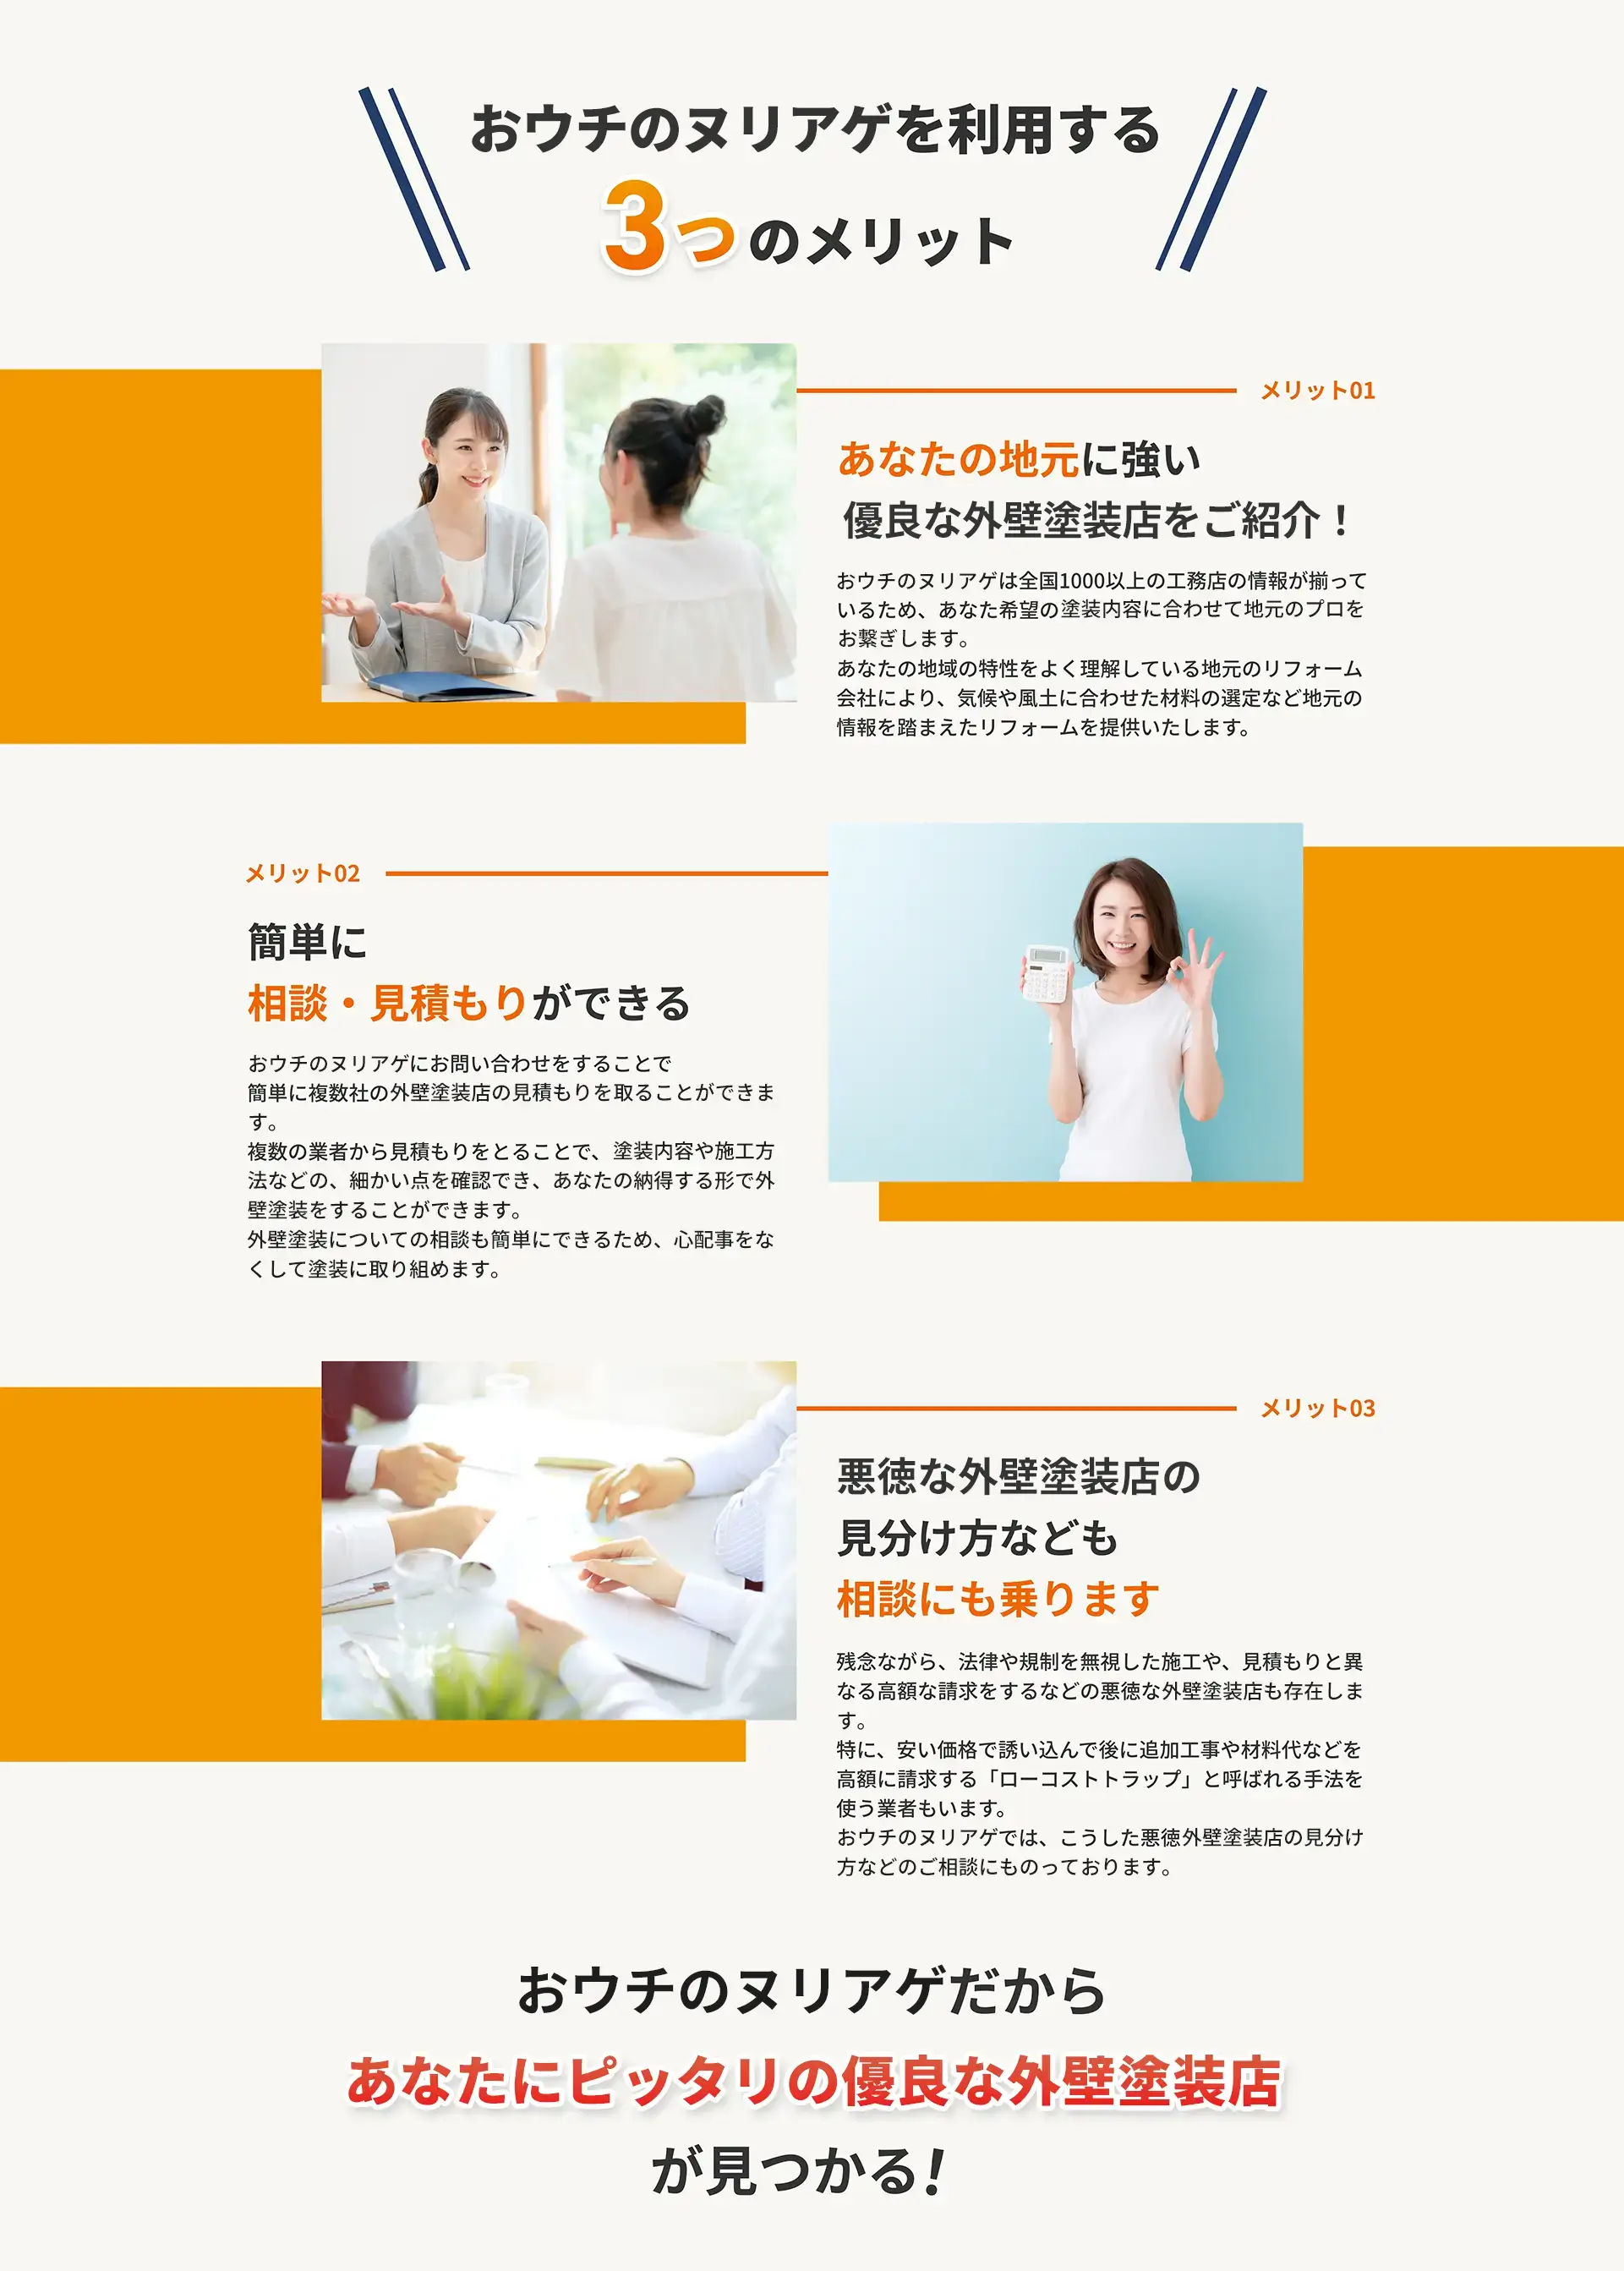 おウチのヌリアゲを利用する
3つのメリット
メリット01
あなたの地元に強い
優良な外壁塗装店をご紹介！
おウチのヌリアゲは全国1000以上の工務店の情報が揃って
いるため、あなた希望の塗装内容に合わせて地元のプロを
お繋ぎします。
あなたの地域の特性をよく理解している地元のリフォーム
会社により、気候や風土に合わせた材料の選定など地元の
情報を踏まえたリフォームを提供いたします。
メリット02
簡単に
相談・見積もりができる
おウチのヌリアゲにお問い合わせをすることで
簡単に複数社の外壁塗装店の見積もりを取ることができま
す。
複数の業者から見積もりをとることで、塗装内容や施工方
法などの、細かい点を確認でき、あなたの納得する形で外
壁塗装をすることができます。
外壁塗装についての相談も簡単にできるため、心配事をな
くして塗装に取り組めます。
メリット03
悪徳な外壁塗装店の
見分け方なども
相談にも乗ります
残念ながら、法律や規制を無視した施工や、見積もりと異
なる高額な請求をするなどの悪徳な外壁塗装店も存在しま
す。
特に、安い価格で誘い込んで後に追加工事や材料代などを
高額に請求する「ローコストトラップ」と呼ばれる手法を
使う業者もいます。
おウチのヌリアゲでは、こうした悪徳外壁塗装店の見分け
方などのご相談にものっております。
おウチのヌリアゲだから
あなたにピッタリの優良な外壁塗装店
が見つかる！